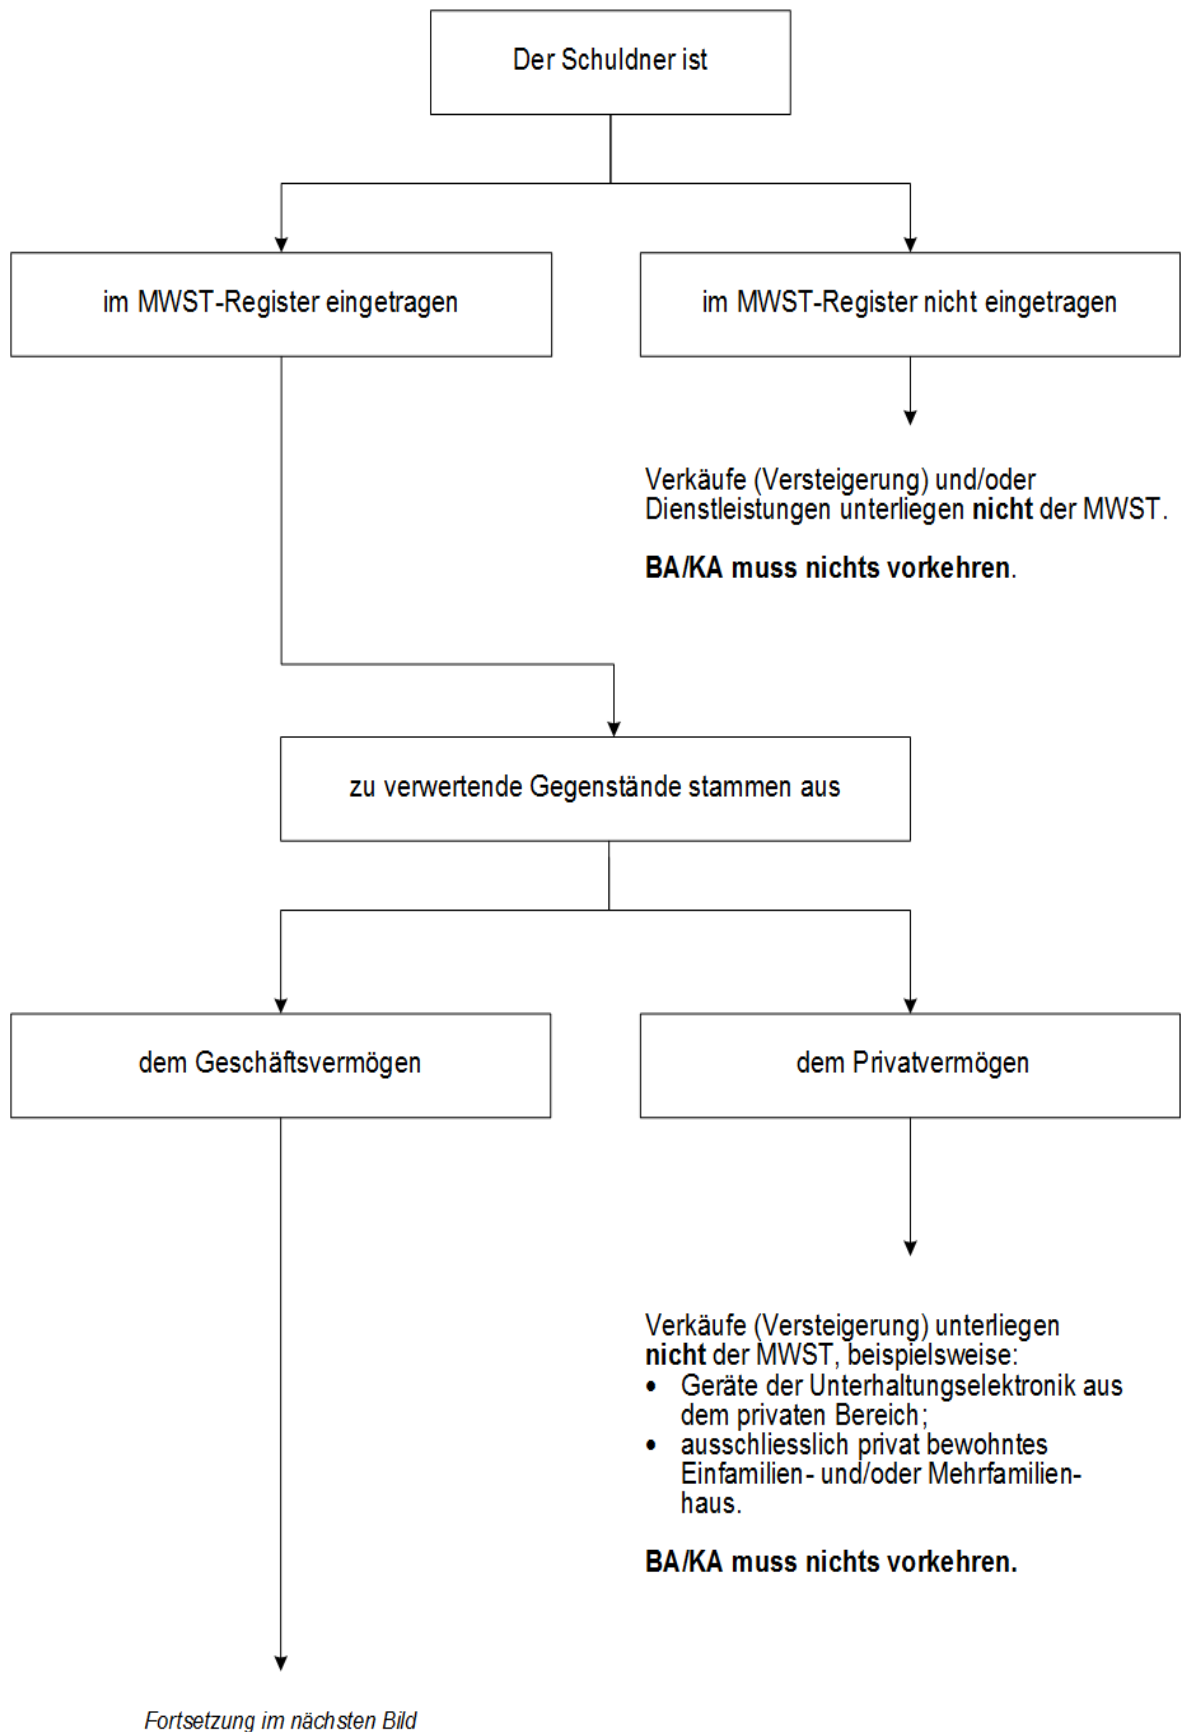 Der Schuldner ist
im MWST-Register eingetragen
im MWST-Register nicht eingetragen
Verkäufe (Versteigerung) und/oder
Dienstleistungen unterliegen nicht der MWST.
BA/KA muss nichts vorkehren.
zu verwertende Gegenstände stammen aus
dem Geschäftsvermögen
dem Privatvermögen
Verkäufe (Versteigerung) unterliegen
nicht der MWST, beispielsweise:
• Geräte der Unterhaltungselektronik aus
dem privaten Bereich;
• ausschliesslich privat bewohntes
Einfamilien- und/oder Mehrfamilien-
haus.
BA/KA muss nichts vorkehren.
Fortsetzung im nächsten Bild